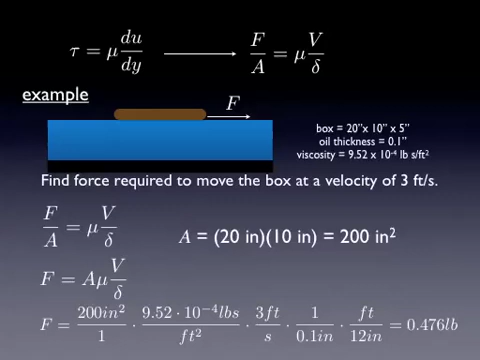 τ = μ du/dy → F/A = μ V/δ
example
F
box = 20"x 10" x 5"
oil thickness = 0.1"
viscosity = 9.52 x 10⁻⁴ lb s/ft²
Find force required to move the box at a velocity of 3 ft/s.
F/A = μ V/δ
A = (20 in)(10 in) = 200 in²
F = Aμ V/δ
F = 200in²/1 · 9.52·10⁻⁴lbs/ft² · 3ft/s · 1/0.1in · ft/12in = 0.476lb